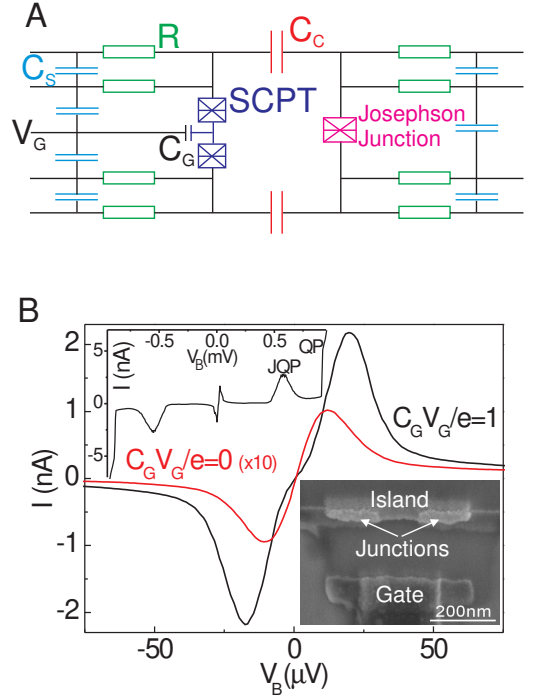 A
R
C_C
C_S
SCPT
V_G
C_G
Josephson
Junction
B
I (nA)
5
0
-5
-0.5
0.0
0.5
V_B(mV)
JQP
QP
2
1
0
-1
-2
I (nA)
C_GV_G/e=1
C_GV_G/e=0 (x10)
Island
Junctions
Gate
200nm
-50
0
50
V_B(μV)